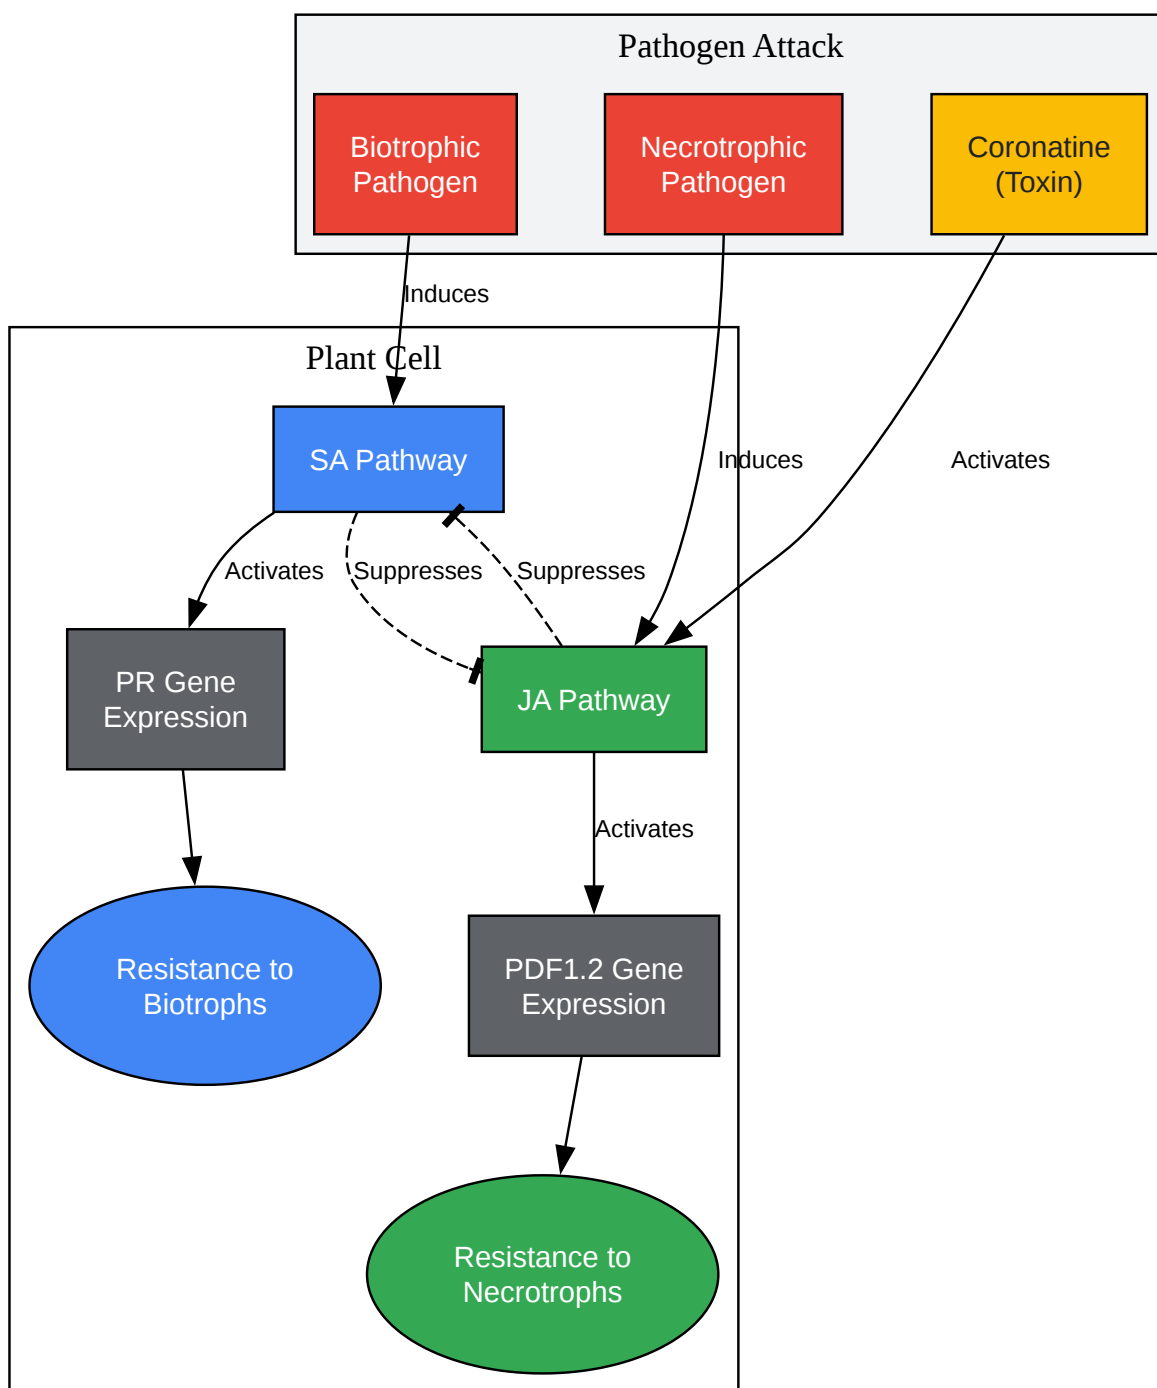 Pathogen Attack
Biotrophic
Pathogen
Necrotrophic
Pathogen
Coronatine
(Toxin)
Induces
Plant Cell
SA Pathway
Induces
Activates
Activates
Suppresses
Suppresses
PR Gene
Expression
JA Pathway
Activates
Resistance to
Biotrophs
PDF1.2 Gene
Expression
Resistance to
Necrotrophs